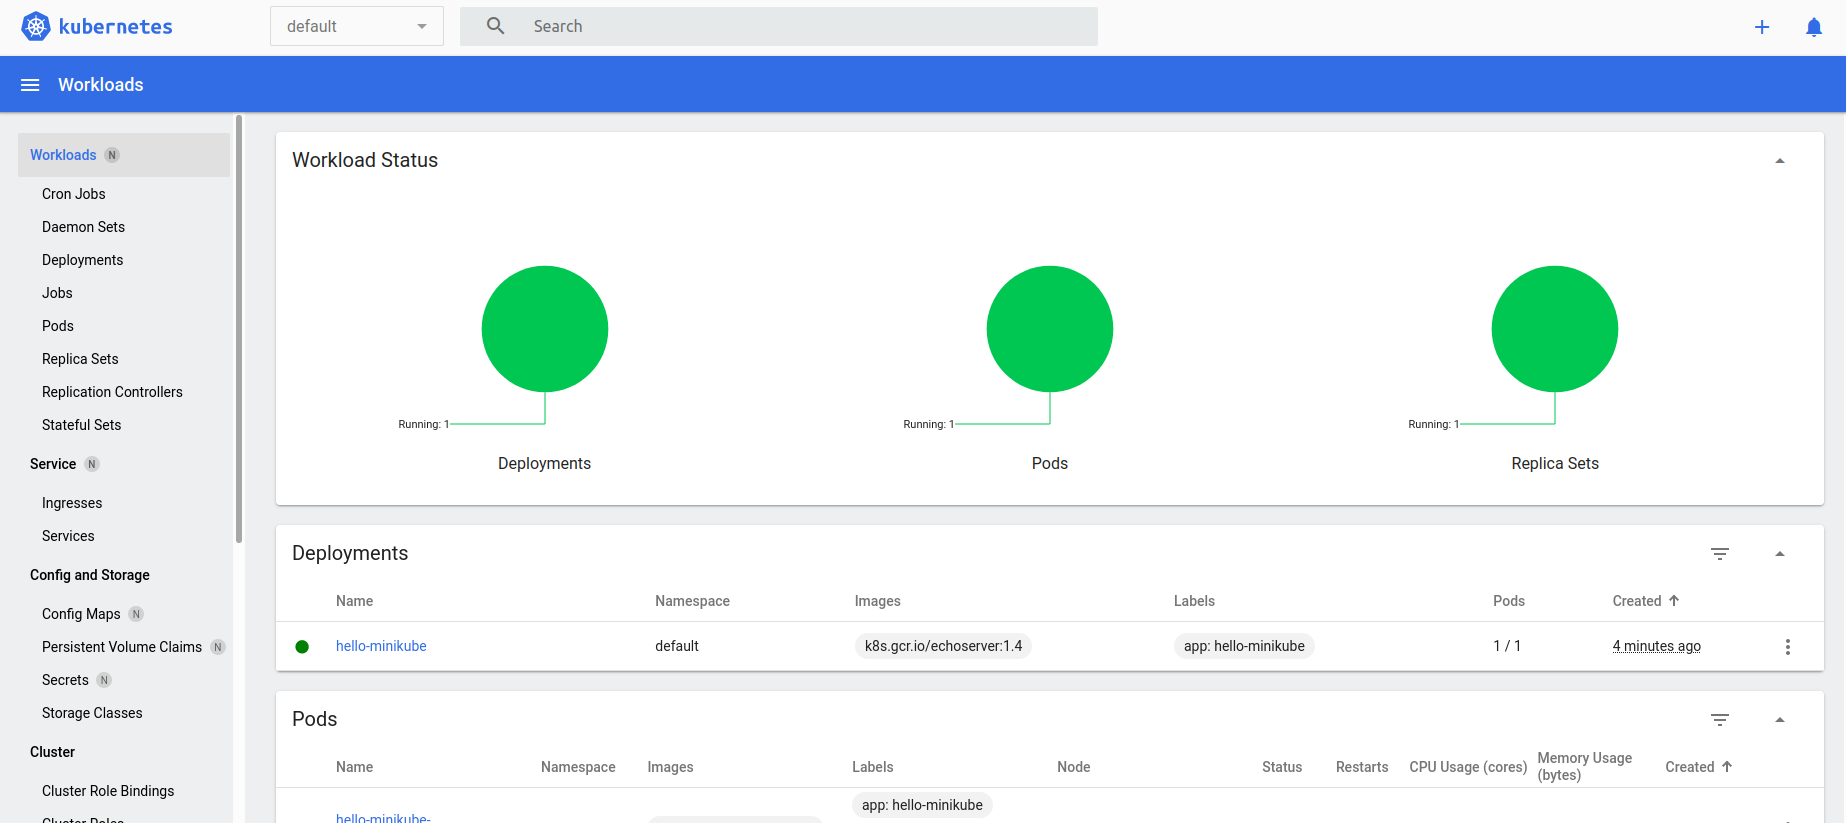 kubernetes
default
Search
Workloads
Workloads N
Cron Jobs
Daemon Sets
Deployments
Jobs
Pods
Replica Sets
Replication Controllers
Stateful Sets
Service N
Ingresses
Services
Config and Storage
Config Maps N
Persistent Volume Claims N
Secrets N
Storage Classes
Cluster
Cluster Role Bindings
Cluster Roles
Workload Status
Running: 1
Deployments
Running: 1
Pods
Running: 1
Replica Sets
Deployments
Name Namespace Images Labels Pods Created
hello-minikube default k8s.gcr.io/echoserver:1.4 app: hello-minikube 1 / 1 4 minutes ago
Pods
Name Namespace Images Labels Node Status Restarts CPU Usage (cores) Memory Usage (bytes) Created
app: hello-minikube
hello-minikube-